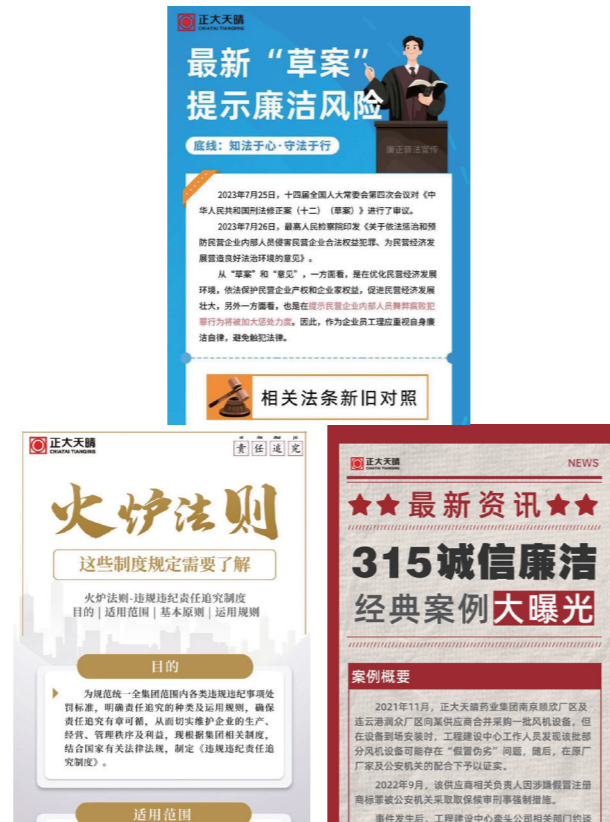 正大天晴
CHIATAI TIANQING
最新“草案”
提示廉洁风险
底线：知法于心·守法于行
廉正普法宣传
2023年7月25日，十四届全国人大常委会第四次会议对《中
华人民共和国刑法修正案（十二）（草案）》进行了审议。
2023年7月26日，最高人民检察院印发《关于依法惩治和预
防民营企业内部人员侵害民营企业合法权益犯罪、为民营经济发
展营造良好法治环境的意见》。
从“草案”和“意见”，一方面看，是在优化民营经济发展
环境，依法保护民营企业产权和企业家权益，促进民营经济发展
壮大，另外一方面看，也是在提示民营企业内部人员舞弊腐败犯
罪行为将被加大惩处力度。因此，作为企业员工理应重视自身廉
洁自律，避免触犯法律。
相关法条新旧对照
正大天晴
CHIATAI TIANQING
责任追究
火炉法则
这些制度规定需要了解
火炉法则-违规违纪责任追究制度
目的 | 适用范围 | 基本原则 | 运用规则
目的
为规范统一全集团范围内各类违规违纪事项处
罚标准，明确责任追究的种类及运用规则，确保
责任追究有章可循，从而切实维护企业的生产、
经营、管理秩序及利益，现根据集团相关制度，
结合国家有关法律法规，制定《违规违纪责任追
究制度》。
适用范围
正大天晴
CHIATAI TIANQING
NEWS
★★最新资讯★★
315诚信廉洁
经典案例大曝光
案例概要
2021年11月，正大天晴药业集团南京顺欣厂区及
连云港润众厂区向某供应商合并采购一批风机设备，但
在设备到场安装时，工程建设中心工作人员发现该批部
分风机设备可能存在“假冒伪劣”问题，随后，在原厂
厂家及公安机关的配合下予以证实。
2022年9月，该供应商相关负责人因涉嫌假冒注册
商标罪被公安机关采取取保候审刑事强制措施。
事件发生后，工程建设中心牵头公司相关部门约谈